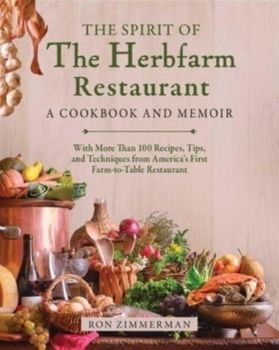 THE SPIRIT OF
The Herbfarm
Restaurant
A COOKBOOK AND MEMOIR
With More Than 100 Recipes, Tips,
and Techniques from America's First
Farm-to-Table Restaurant
RON ZIMMERMAN